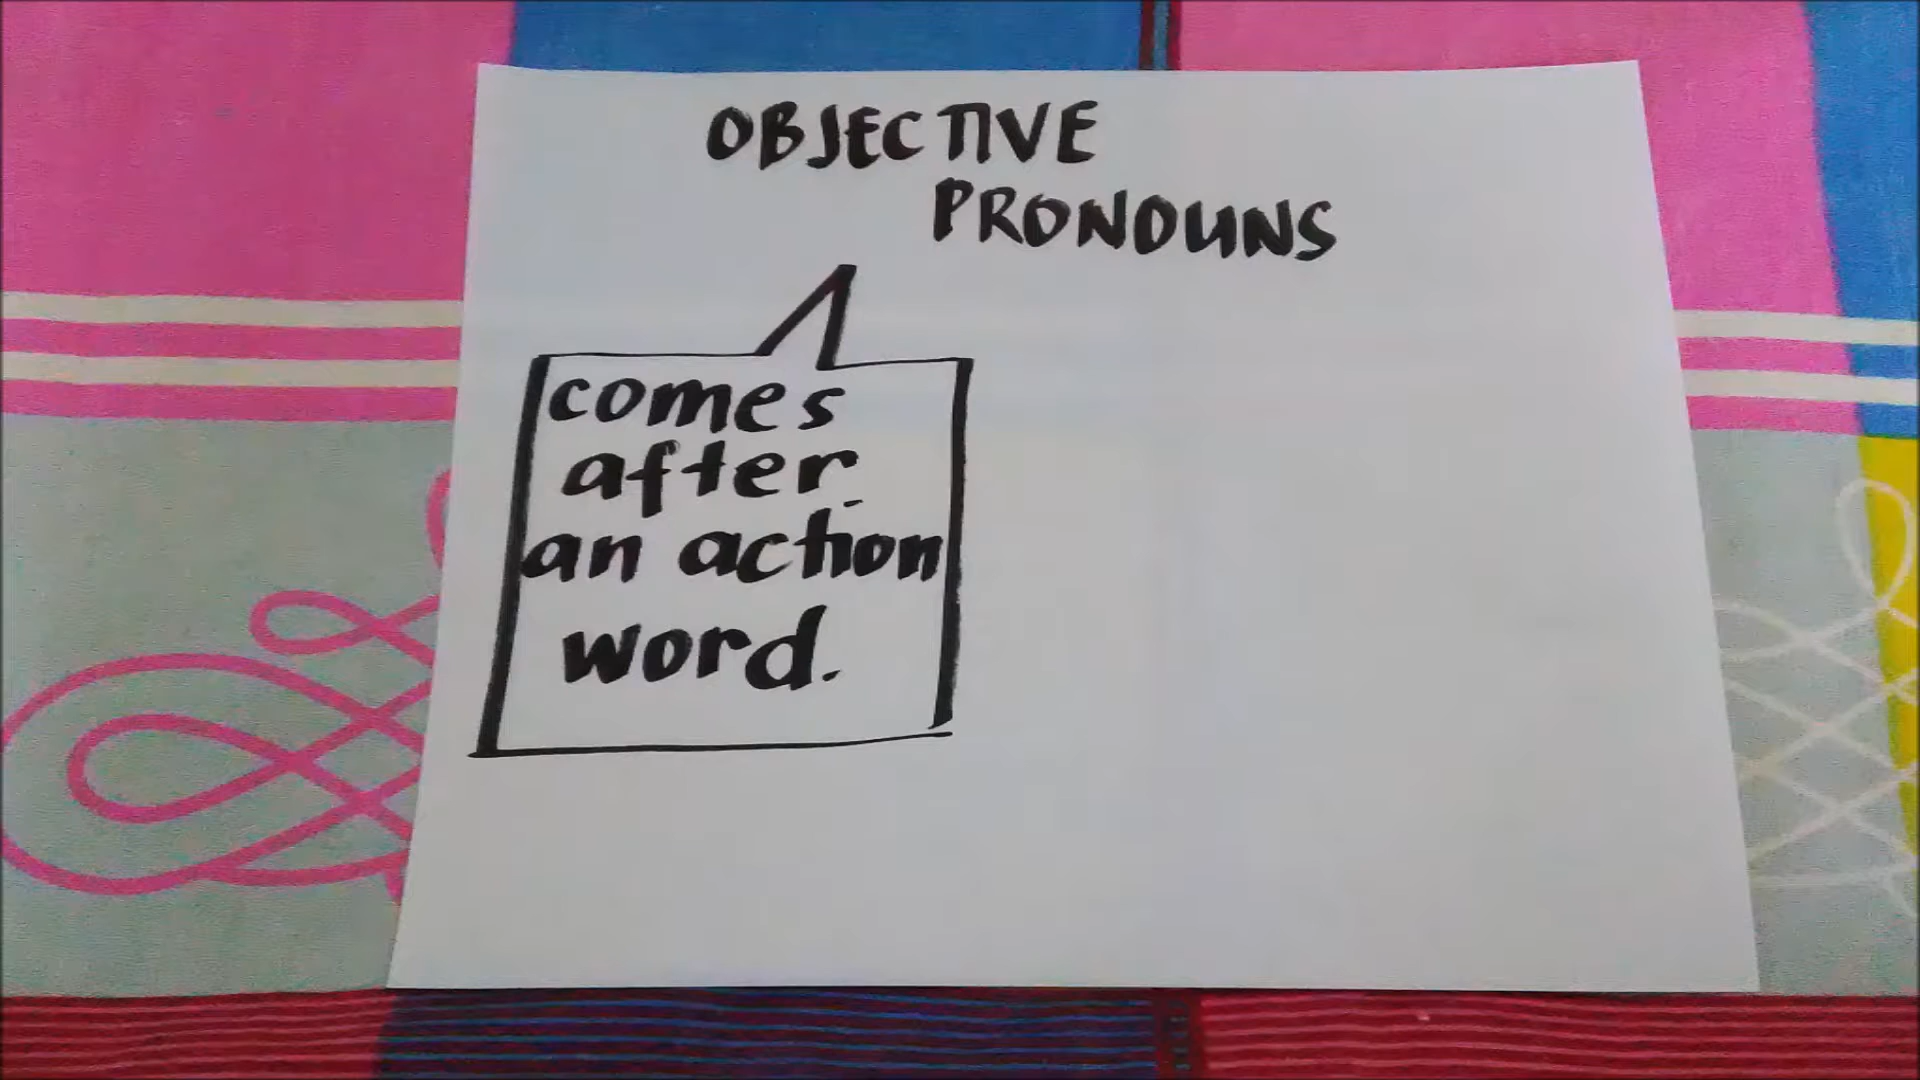 OBJECTIVE
PRONOUNS
comes
after
an action
word.